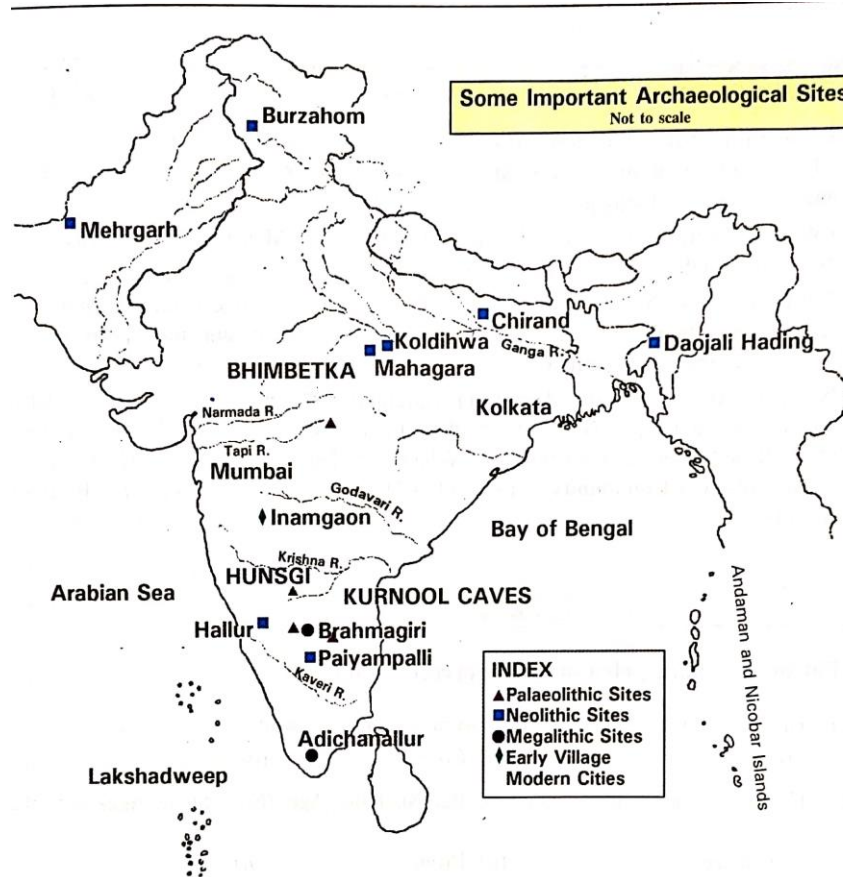 Some Important Archaeological Sites
Not to scale
Burzahom
Mehrgarh
Chirand
Koldihwa
Ganga R.
Daojali Hading
Mahagara
BHIMBETKA
Kolkata
Narmada R.
Tapi R.
Mumbai
Godavari R.
Inamgaon
Bay of Bengal
Krishna R.
HUNSGI
Arabian Sea
KURNOOL CAVES
Andaman and Nicobar Islands
Hallur
Brahmagiri
Paiyampalli
Kaveri R.
INDEX
Palaeolithic Sites
Neolithic Sites
Megalithic Sites
Early Village
Modern Cities
Adichanallur
Lakshadweep